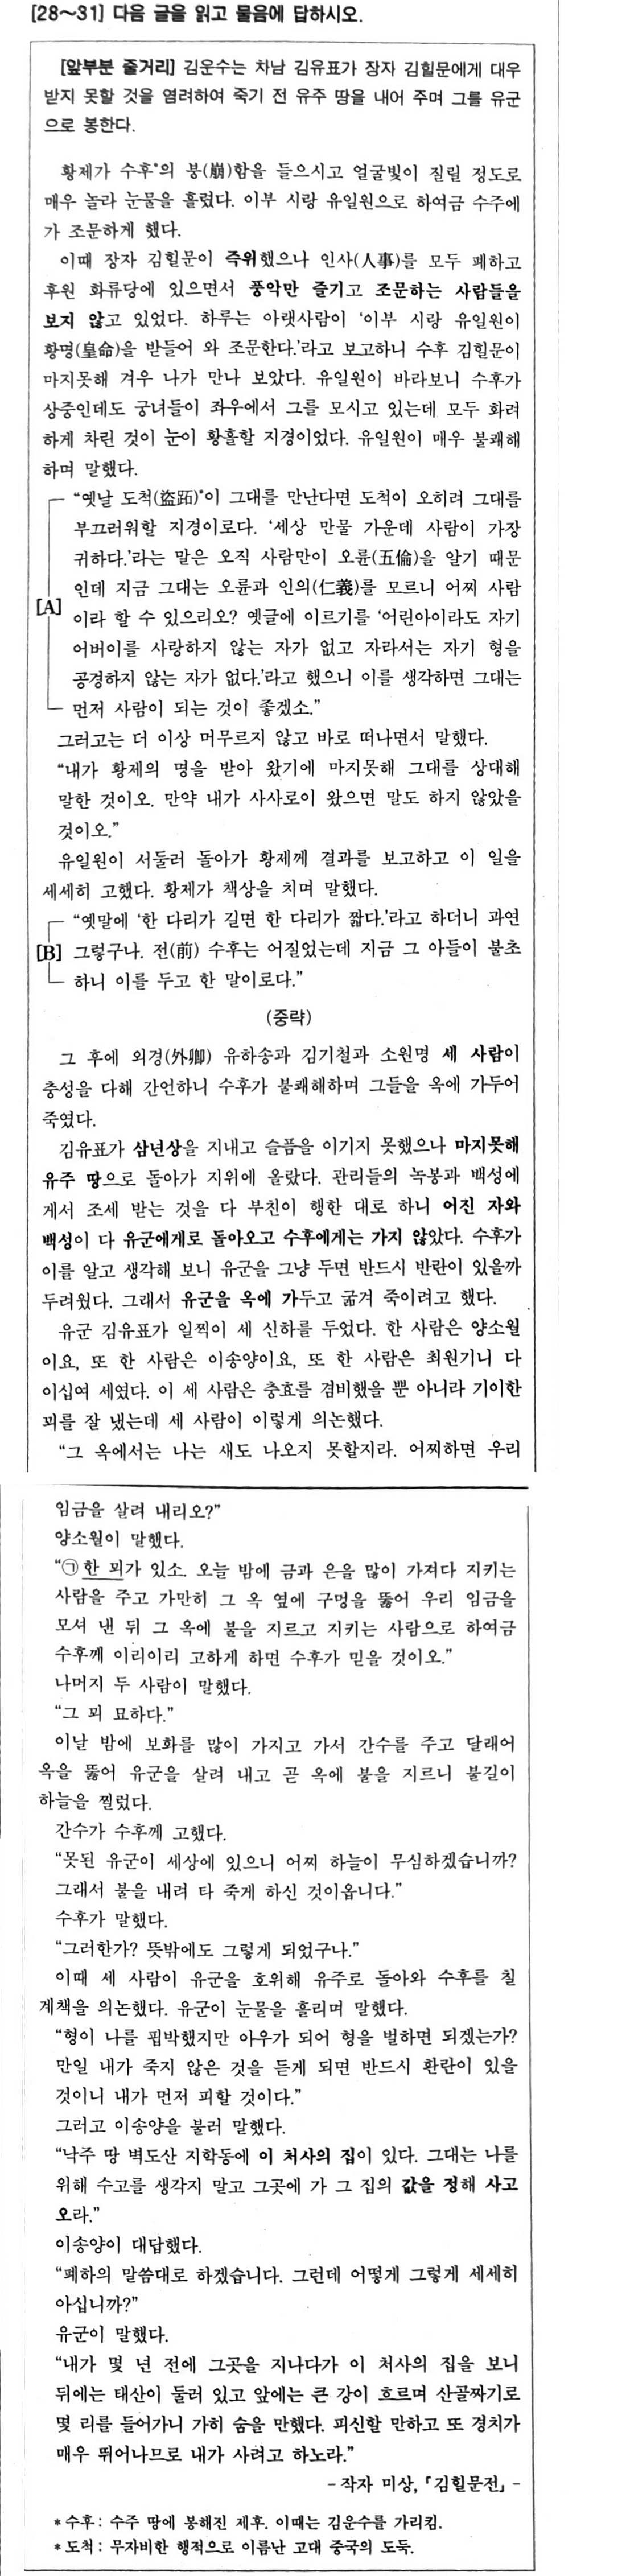 [28~31] 다음 글을 읽고 물음에 답하시오.
[앞부분 줄거리] 김운수는 차남 김유표가 장자 김힐문에게 대우
받지 못할 것을 염려하여 죽기 전 유주 땅을 내어 주며 그를 유군
으로 봉한다.
황제가 수후*의 붕(崩)함을 들으시고 얼굴빛이 질릴 정도로
매우 놀라 눈물을 흘렸다. 이부 시랑 유일원으로 하여금 수주에
가 조문하게 했다.
이때 장자 김힐문이 즉위했으나 인사(人事)를 모두 폐하고
후원 화류당에 있으면서 풍악만 즐기고 조문하는 사람들을
보지 않고 있었다. 하루는 아랫사람이 ‘이부 시랑 유일원이
황명(皇命)을 받들어 와 조문한다.’라고 보고하니 수후 김힐문이
마지못해 겨우 나가 만나 보았다. 유일원이 바라보니 수후가
상중인데도 궁녀들이 좌우에서 그를 모시고 있는데 모두 화려
하게 차린 것이 눈이 황홀할 지경이었다. 유일원이 매우 불쾌해
하며 말했다.
“옛날 도척(盜跖)*이 그대를 만난다면 도척이 오히려 그대를
부끄러워할 지경이로다. ‘세상 만물 가운데 사람이 가장
귀하다.’라는 말은 오직 사람만이 오륜(五倫)을 알기 때문
인데 지금 그대는 오륜과 인의(仁義)를 모르니 어찌 사람
[A] 이라 할 수 있으리오? 옛글에 이르기를 ‘어린아이라도 자기
어버이를 사랑하지 않는 자가 없고 자라서는 자기 형을
공경하지 않는 자가 없다.’라고 했으니 이를 생각하면 그대는
먼저 사람이 되는 것이 좋겠소.”
그러고는 더 이상 머무르지 않고 바로 떠나면서 말했다.
“내가 황제의 명을 받아 왔기에 마지못해 그대를 상대해
말한 것이오. 만약 내가 사사로이 왔으면 말도 하지 않았을
것이오.”
유일원이 서둘러 돌아가 황제께 결과를 보고하고 이 일을
세세히 고했다. 황제가 책상을 치며 말했다.
“옛말에 ‘한 다리가 길면 한 다리가 짧다.’라고 하더니 과연
[B] 그렇구나. 전(前) 수후는 어질었는데 지금 그 아들이 불초
하니 이를 두고 한 말이로다.”
(중략)
그 후에 외경(外卿) 유하송과 김기철과 소원명 세 사람이
충성을 다해 간언하니 수후가 불쾌해하며 그들을 옥에 가두어
죽였다.
김유표가 삼년상을 지내고 슬픔을 이기지 못했으나 마지못해
유주 땅으로 돌아가 지위에 올랐다. 관리들의 녹봉과 백성에
게서 조세 받는 것을 다 부친이 행한 대로 하니 어진 자와
백성이 다 유군에게로 돌아오고 수후에게는 가지 않았다. 수후가
이를 알고 생각해 보니 유군을 그냥 두면 반드시 반란이 있을까
두려웠다. 그래서 유군을 옥에 가두고 굶겨 죽이려고 했다.
유군 김유표가 일찍이 세 신하를 두었다. 한 사람은 양소월
이요, 또 한 사람은 이송양이요, 또 한 사람은 최원기니 다
이십여 세였다. 이 세 사람은 충효를 겸비했을 뿐 아니라 기이한
꾀를 잘 냈는데 세 사람이 이렇게 의논했다.
“그 옥에서는 나는 새도 나오지 못할지라. 어찌하면 우리
임금을 살려 내리오?”
양소월이 말했다.
“㉠한 꾀가 있소. 오늘 밤에 금과 은을 많이 가져다 지키는
사람을 주고 가만히 그 옥 옆에 구멍을 뚫어 우리 임금을
모셔 낸 뒤 그 옥에 불을 지르고 지키는 사람으로 하여금
수후께 이리이리 고하게 하면 수후가 믿을 것이오.”
나머지 두 사람이 말했다.
“그 꾀 묘하다.”
이날 밤에 보화를 많이 가지고 가서 간수를 주고 달래어
옥을 뚫어 유군을 살려 내고 곧 옥에 불을 지르니 불길이
하늘을 찔렀다.
간수가 수후께 고했다.
“못된 유군이 세상에 있으니 어찌 하늘이 무심하겠습니까?
그래서 불을 내려 타 죽게 하신 것이옵니다.”
수후가 말했다.
“그러한가? 뜻밖에도 그렇게 되었구나.”
이때 세 사람이 유군을 호위해 유주로 돌아와 수후를 칠
계책을 의논했다. 유군이 눈물을 흘리며 말했다.
“형이 나를 핍박했지만 아우가 되어 형을 벌하면 되겠는가?
만일 내가 죽지 않은 것을 듣게 되면 반드시 환란이 있을
것이니 내가 먼저 피할 것이다.”
그러고 이송양을 불러 말했다.
“낙주 땅 벽도산 지학동에 이 처사의 집이 있다. 그대는 나를
위해 수고를 생각지 말고 그곳에 가 그 집의 값을 정해 사고
오라.”
이송양이 대답했다.
“폐하의 말씀대로 하겠습니다. 그런데 어떻게 그렇게 세세히
아십니까?”
유군이 말했다.
“내가 몇 년 전에 그곳을 지나다가 이 처사의 집을 보니
뒤에는 태산이 둘러 있고 앞에는 큰 강이 흐르며 산골짜기로
몇 리를 들어가니 가히 숨을 만했다. 피신할 만하고 또 경치가
매우 뛰어나므로 내가 사려고 하노라.”
- 작자 미상, ｢김힐문전｣ -
* 수후 : 수주 땅에 봉해진 제후. 이때는 김운수를 가리킴.
* 도척 : 무자비한 행적으로 이름난 고대 중국의 도둑.